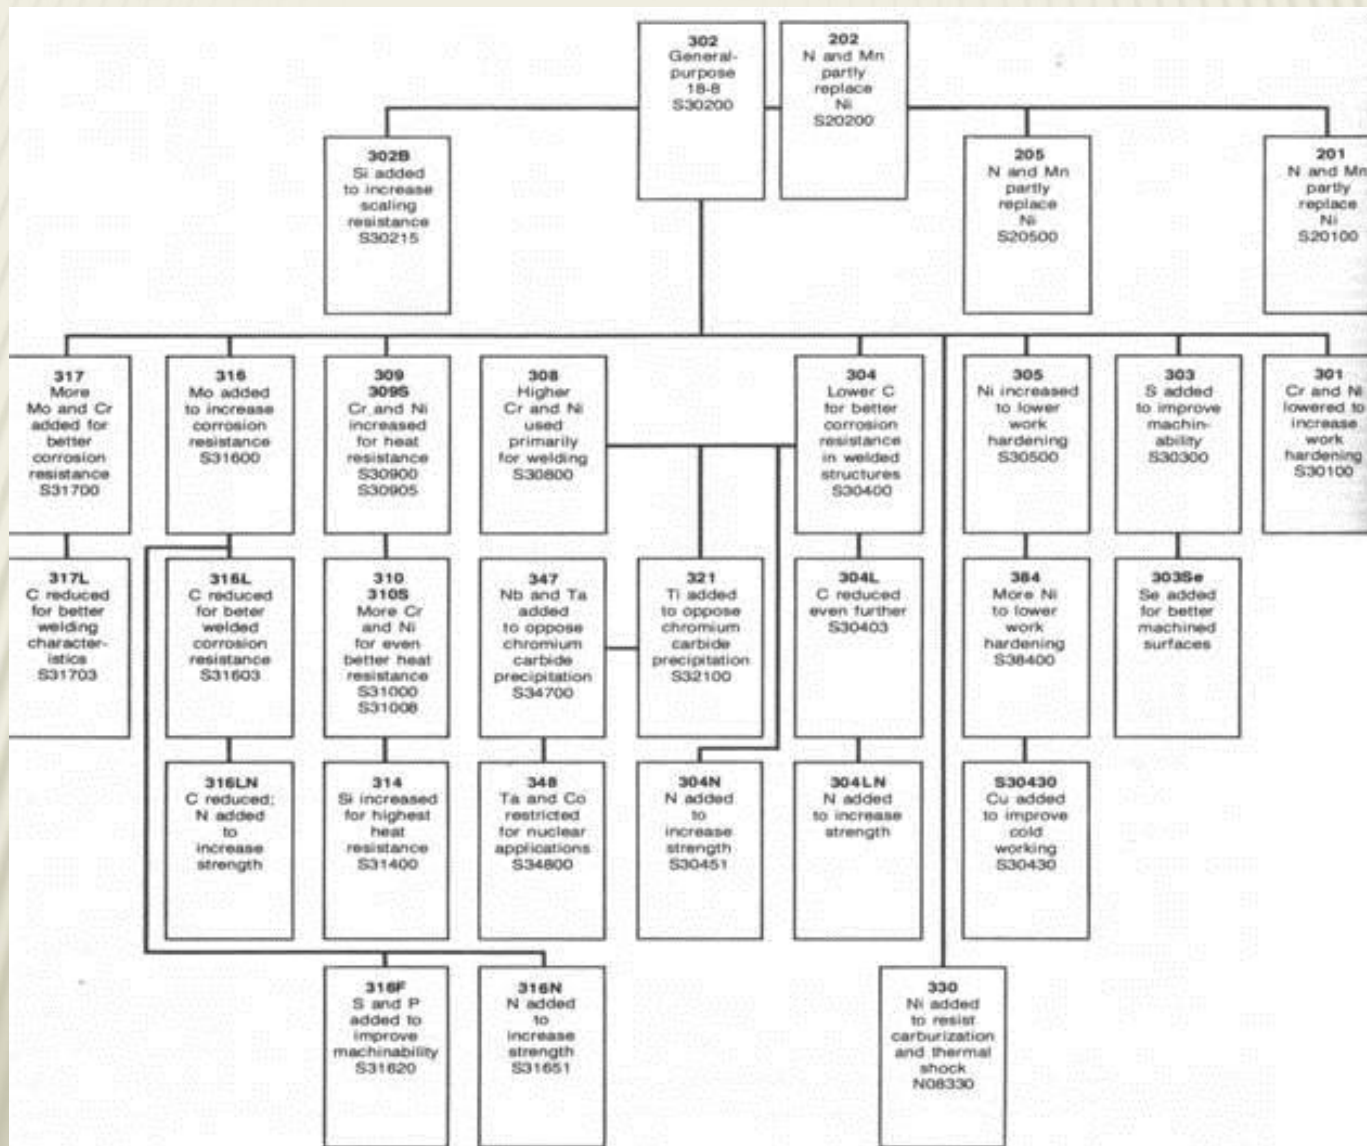 302
General-
purpose
18-8
S30200
202
N and Mn
partly
replace
Ni
S20200
302B
Si added
to increase
scaling
resistance
S30215
205
N and Mn
partly
replace
Ni
S20500
201
N and Mn
partly
replace
Ni
S20100
317
More
Mo and Cr
added for
better
corrosion
resistance
S31700
316
Mo added
to increase
corrosion
resistance
S31600
309
309S
Cr and Ni
increased
for heat
resistance
S30900
S30905
308
Higher
Cr and Ni
used
primarily
for welding
S30800
304
Lower C
for better
corrosion
resistance
in welded
structures
S30400
305
Ni increased
to lower
work
hardening
S30500
303
S added
to improve
machin-
ability
S30300
301
Cr and Ni
lowered to
increase
work
hardening
S30100
317L
C reduced
for better
welding
character-
istics
S31703
316L
C reduced
for beter
welded
corrosion
resistance
S31603
310
310S
More Cr
and Ni
for even
better heat
resistance
S31000
S31008
347
Nb and Ta
added
to oppose
chromium
carbide
precipitation
S34700
321
Ti added
to oppose
chromium
carbide
precipitation
S32100
304L
C reduced
even further
S30403
384
More Ni
to lower
work
hardening
S38400
303Se
Se added
for better
machined
surfaces
316LN
C reduced;
N added
to
increase
strength
314
Si increased
for highest
heat
resistance
S31400
348
Ta and Co
restricted
for nuclear
applications
S34800
304N
N added
to
increase
strength
S30451
304LN
N added
to increase
strength
S30430
Cu added
to improve
cold
working
S30430
316F
S and P
added to
improve
machinability
S31620
316N
N added
to
increase
strength
S31651
330
Ni added
to resist
carburization
and thermal
shock
N08330